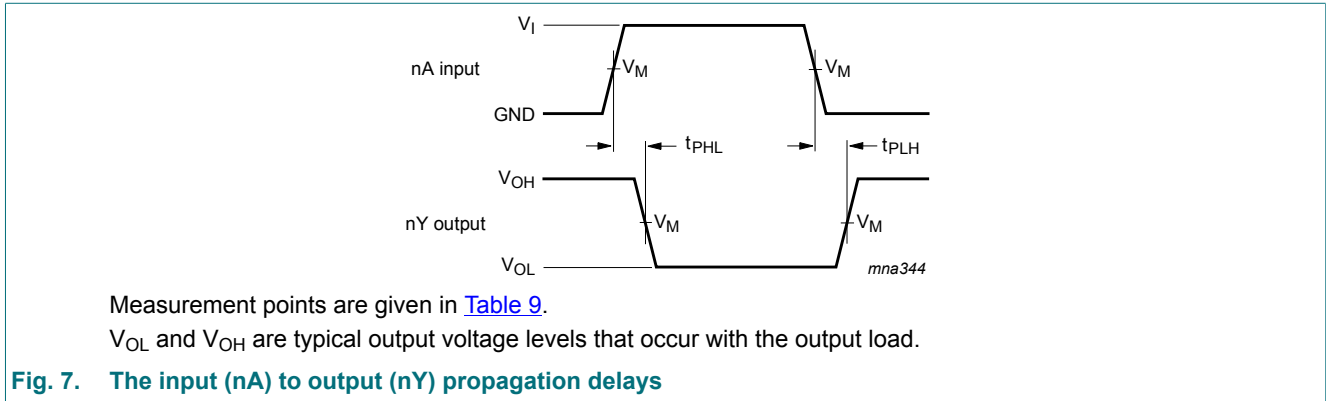 VI
nA input
VM
VM
GND
tPHL
tPLH
VOH
nY output
VM
VM
VOL
mna344
Measurement points are given in Table 9.
VOL and VOH are typical output voltage levels that occur with the output load.
Fig. 7. The input (nA) to output (nY) propagation delays